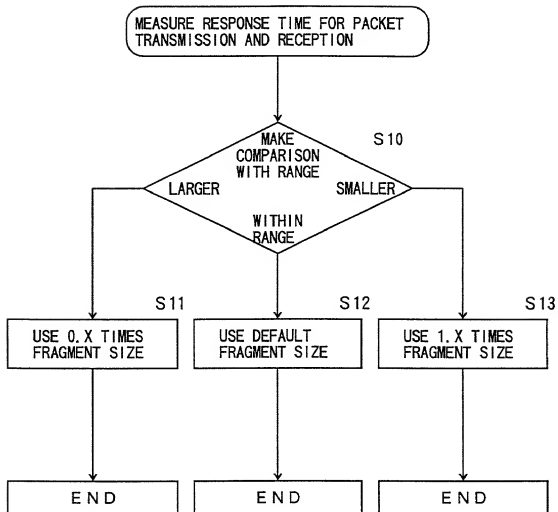 MEASURE RESPONSE TIME FOR PACKET
TRANSMISSION AND RECEPTION
S10
MAKE
COMPARISON
WITH RANGE
LARGER
SMALLER
WITHIN
RANGE
S11
S12
S13
USE 0.X TIMES
FRAGMENT SIZE
USE DEFAULT
FRAGMENT SIZE
USE 1.X TIMES
FRAGMENT SIZE
END
END
END